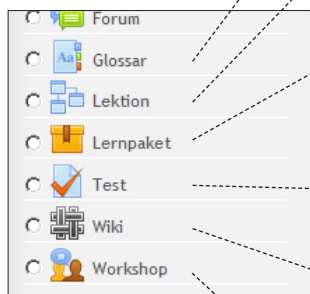 Forum
Glossar
Lektion
Lernpaket
Test
Wiki
Workshop